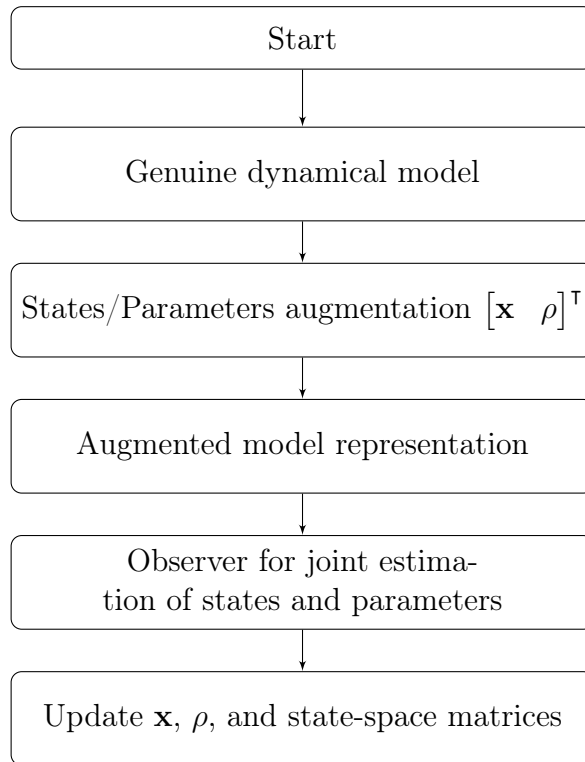 Start
Genuine dynamical model
States/Parameters augmentation [𝐱 ρ]ᵀ
Augmented model representation
Observer for joint estima-
tion of states and parameters
Update 𝐱, ρ, and state-space matrices